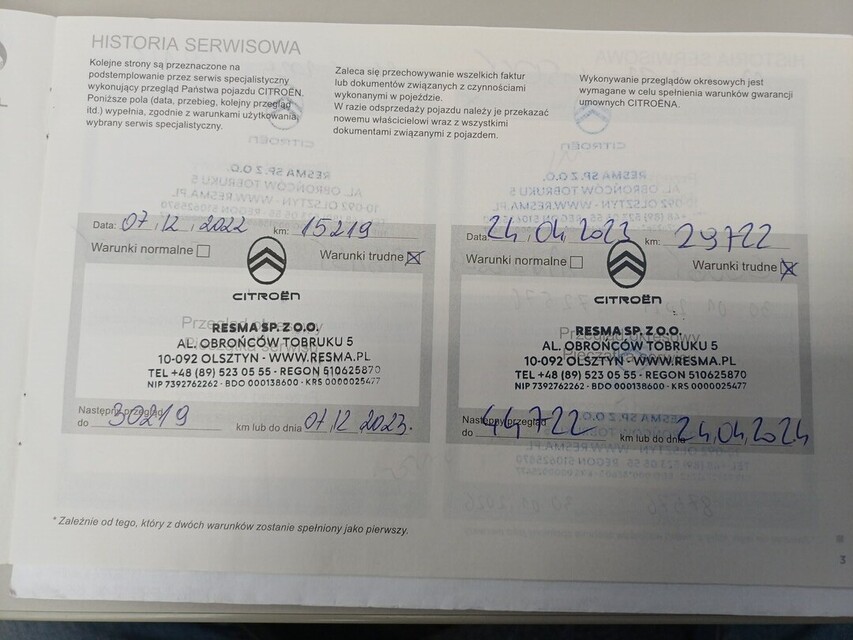 HISTORIA SERWISOWA
Kolejne strony są przeznaczone na
podstemplowanie przez serwis specjalistyczny
wykonujący przegląd Państwa pojazdu CITROËN.
Poniższe pola (data, przebieg, kolejny przegląd
itd.) wypełnia, zgodnie z warunkami użytkowania,
wybrany serwis specjalistyczny.
Zaleca się przechowywanie wszelkich faktur
lub dokumentów związanych z czynnościami
wykonanymi w pojeździe.
W razie odsprzedaży pojazdu należy je przekazać
nowemu właścicielowi wraz z wszystkimi
dokumentami związanymi z pojazdem.
Wykonywanie przeglądów okresowych jest
wymagane w celu spełnienia warunków gwarancji
umownych CITROËNA.
Data: 07.12.2022 km: 15219
Warunki normalne Warunki trudne
CITROËN
Przegląd okresowy
RESMA SP. Z O.O.
AL. OBROŃCÓW TOBRUKU 5
10-092 OLSZTYN - WWW.RESMA.PL
TEL +48 (89) 523 05 55 - REGON 510625870
NIP 7392762262 - BDO 000138600 - KRS 0000025477
Następny przegląd
do 30219 km lub do dnia 07.12.2023.
Data: 24.04.2023 km: 29722
Warunki normalne Warunki trudne
CITROËN
Przegląd okresowy
RESMA SP. Z O.O.
AL. OBROŃCÓW TOBRUKU 5
10-092 OLSZTYN - WWW.RESMA.PL
TEL +48 (89) 523 05 55 - REGON 510625870
NIP 7392762262 - BDO 000138600 - KRS 0000025477
Następny przegląd
do 44722 km lub do dnia 24.04.2024
* Zależnie od tego, który z dwóch warunków zostanie spełniony jako pierwszy.
3